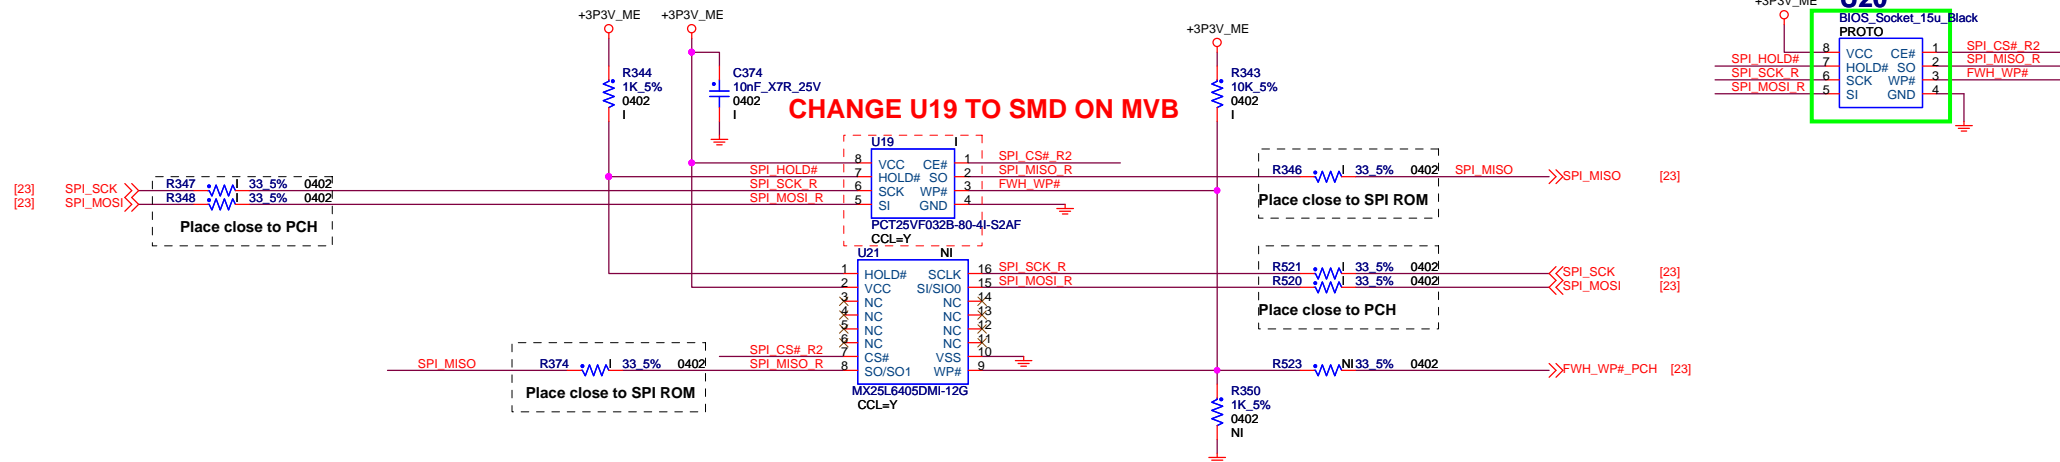 +3P3V_ME
+3P3V_ME
+3P3V_ME
+3P3V_ME
U20
BIOS_Socket_15u_Black
PROTO
8 VCC CE# 1 SPI_CS#_R2
SPI_HOLD# 7 HOLD# SO 2 SPI_MISO_R
SPI_SCK_R 6 SCK WP# 3 FWH_WP#
SPI_MOSI_R 5 SI GND 4
R344
1K_5%
0402
I
C374
10nF_X7R_25V
0402
I
R343
10K_5%
0402
I
CHANGE U19 TO SMD ON MVB
U19 I
8 VCC CE# 1 SPI_CS#_R2
SPI_HOLD# 7 HOLD# SO 2 SPI_MISO_R
SPI_SCK_R 6 SCK WP# 3 FWH_WP#
SPI_MOSI_R 5 SI GND 4
PCT25VF032B-80-4I-S2AF
CCL=Y
[23] SPI_SCK R347 I 33_5% 0402
[23] SPI_MOSI R348 I 33_5% 0402
Place close to PCH
R346 I 33_5% 0402 SPI_MISO SPI_MISO [23]
Place close to SPI ROM
U21 NI
1 HOLD# SCLK 16 SPI_SCK_R
2 VCC SI/SIO0 15 SPI_MOSI_R
3 NC NC 14
4 NC NC 13
5 NC NC 12
6 NC NC 11
SPI_CS#_R2 7 CS# VSS 10
SPI_MISO_R 8 SO/SO1 WP# 9
MX25L6405DMI-12G
CCL=Y
R521 I 33_5% 0402 SPI_SCK [23]
R520 I 33_5% 0402 SPI_MOSI [23]
Place close to PCH
SPI_MISO R374 I 33_5% 0402
Place close to SPI ROM
R523 NI 33_5% 0402 FWH_WP#_PCH [23]
R350
1K_5%
0402
NI